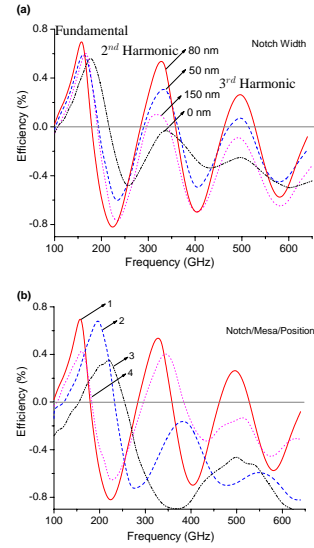 (a)
Fundamental
2nd Harmonic
80 nm
Notch Width
50 nm
3rd Harmonic
150 nm
0 nm
0.8
0.4
0.0
-0.4
-0.8
Efficiency (%)
100 200 300 400 500 600
Frequency (GHz)
(b)
1
2
3
4
Notch/Mesa/Position
0.8
0.4
0.0
-0.4
-0.8
Efficiency (%)
100 200 300 400 500 600
Frequency (GHz)